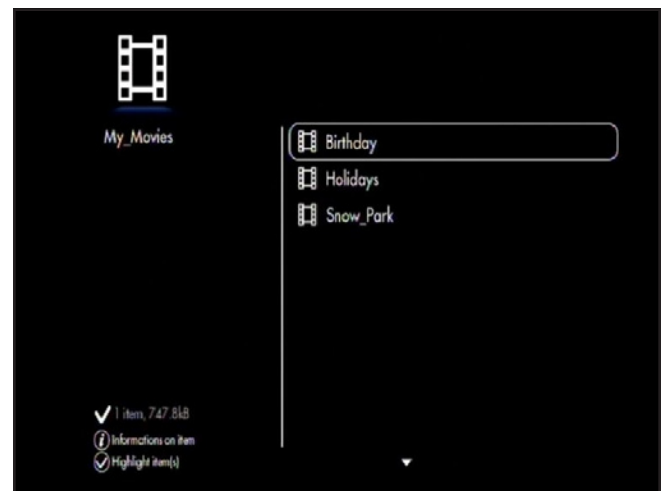 My_Movies
Birthday
Holidays
Snow_Park
1 item, 747.8kB
Informations on item
Highlight item(s)